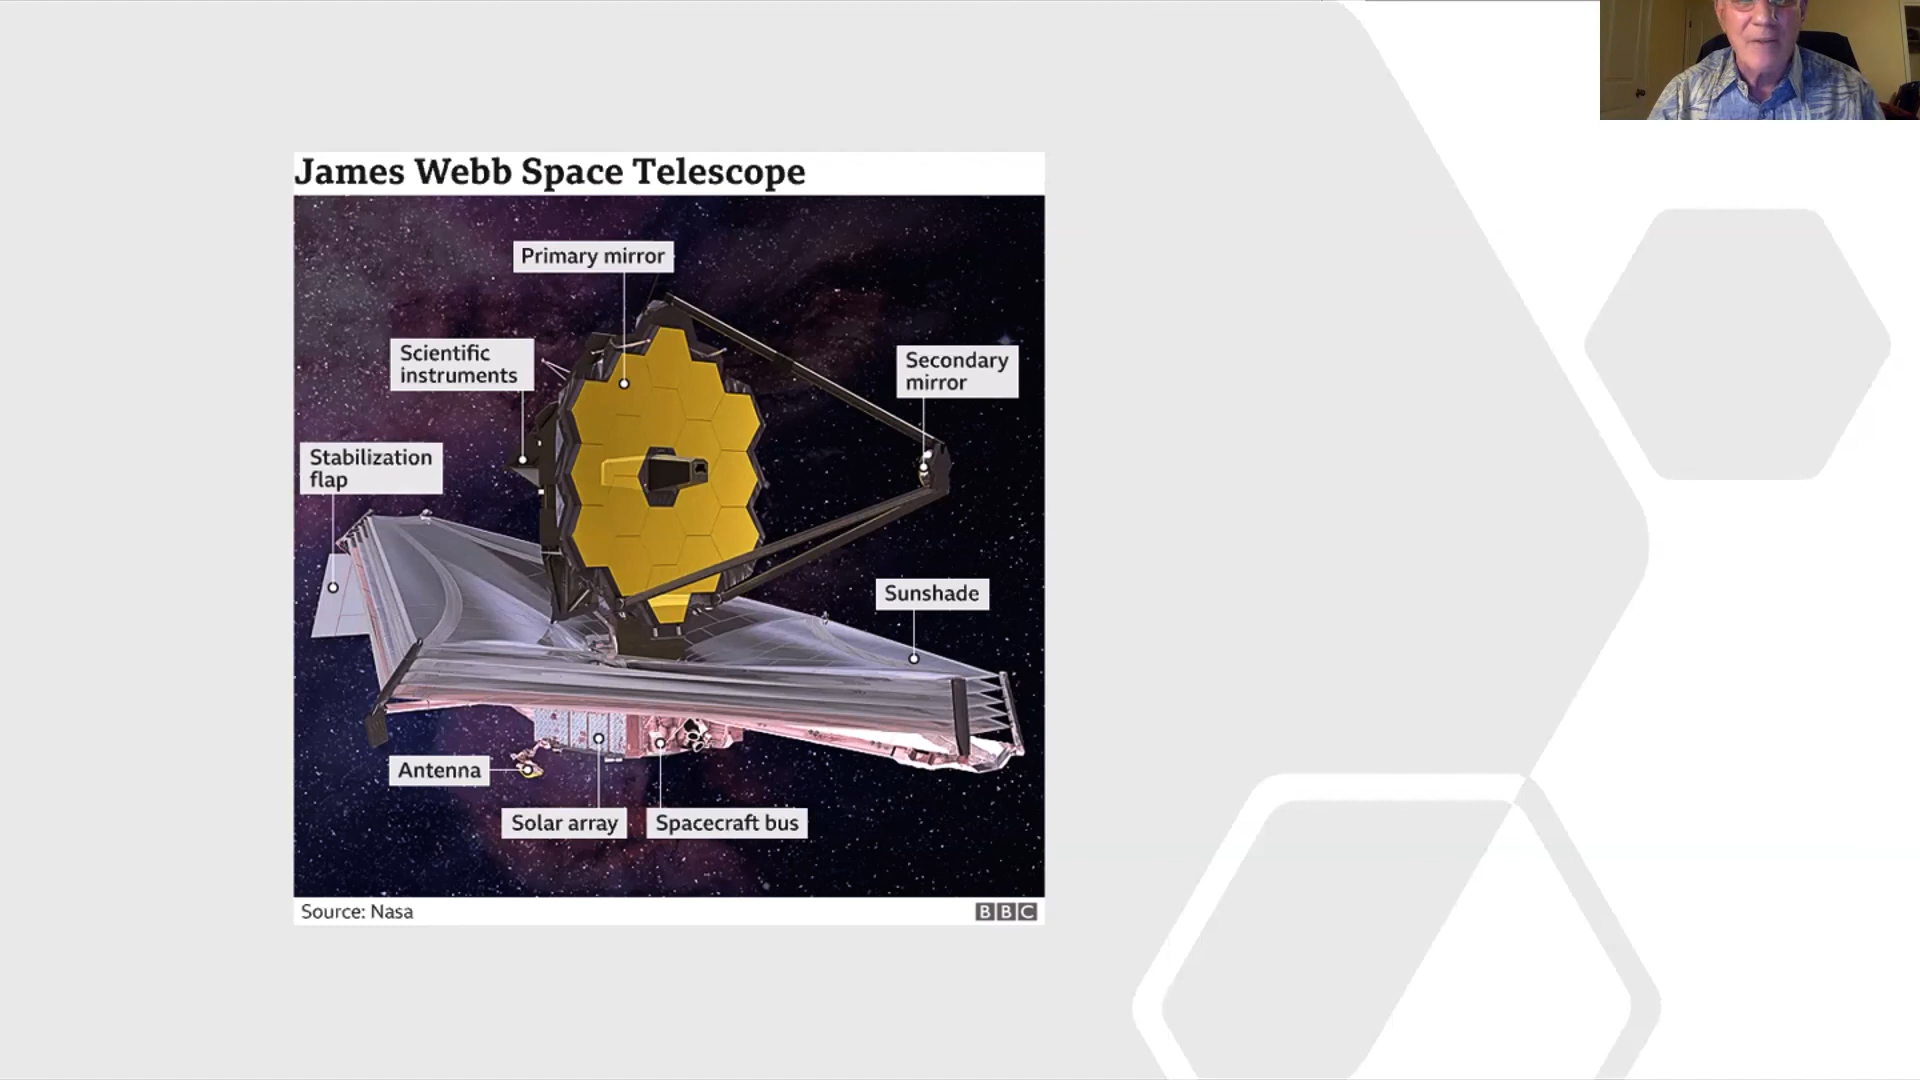 James Webb Space Telescope
Primary mirror
Scientific
instruments
Secondary
mirror
Stabilization
flap
Sunshade
Antenna
Solar array
Spacecraft bus
Source: Nasa
BBC